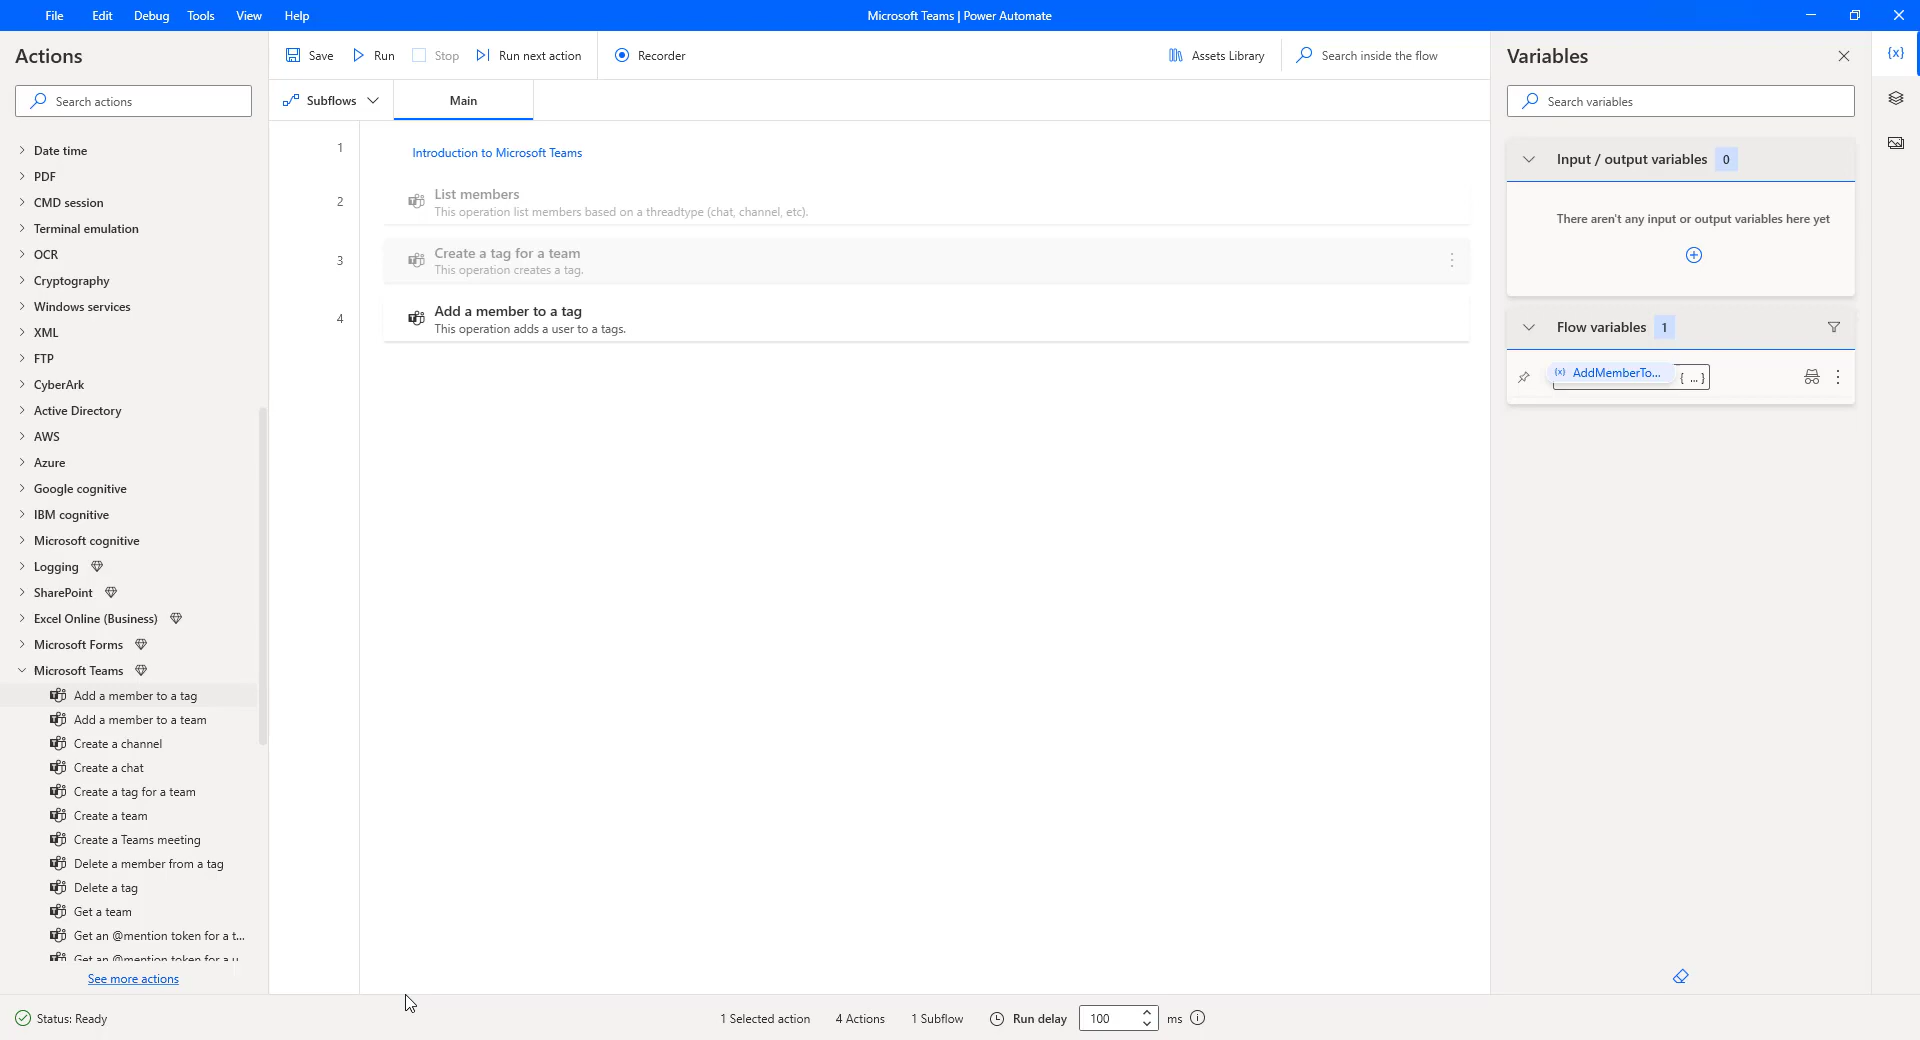 File Edit Debug Tools View Help
Microsoft Teams | Power Automate
Actions
Search actions
Date time
PDF
CMD session
Terminal emulation
OCR
Cryptography
Windows services
XML
FTP
CyberArk
Active Directory
AWS
Azure
Google cognitive
IBM cognitive
Microsoft cognitive
Logging
SharePoint
Excel Online (Business)
Microsoft Forms
Microsoft Teams
Add a member to a tag
Add a member to a team
Create a channel
Create a chat
Create a tag for a team
Create a team
Create a Teams meeting
Delete a member from a tag
Delete a tag
Get a team
Get an @mention token for a t...
Get an @mention token for a u
See more actions
Save Run Stop Run next action Recorder
Assets Library Search inside the flow
Subflows Main
1 Introduction to Microsoft Teams
2 List members
This operation list members based on a threadtype (chat, channel, etc).
3 Create a tag for a team
This operation creates a tag.
4 Add a member to a tag
This operation adds a user to a tags.
Variables
{x}
Search variables
Input / output variables 0
There aren't any input or output variables here yet
Flow variables 1
(x) AddMemberTo... { ... }
Status: Ready
1 Selected action 4 Actions 1 Subflow Run delay 100 ms